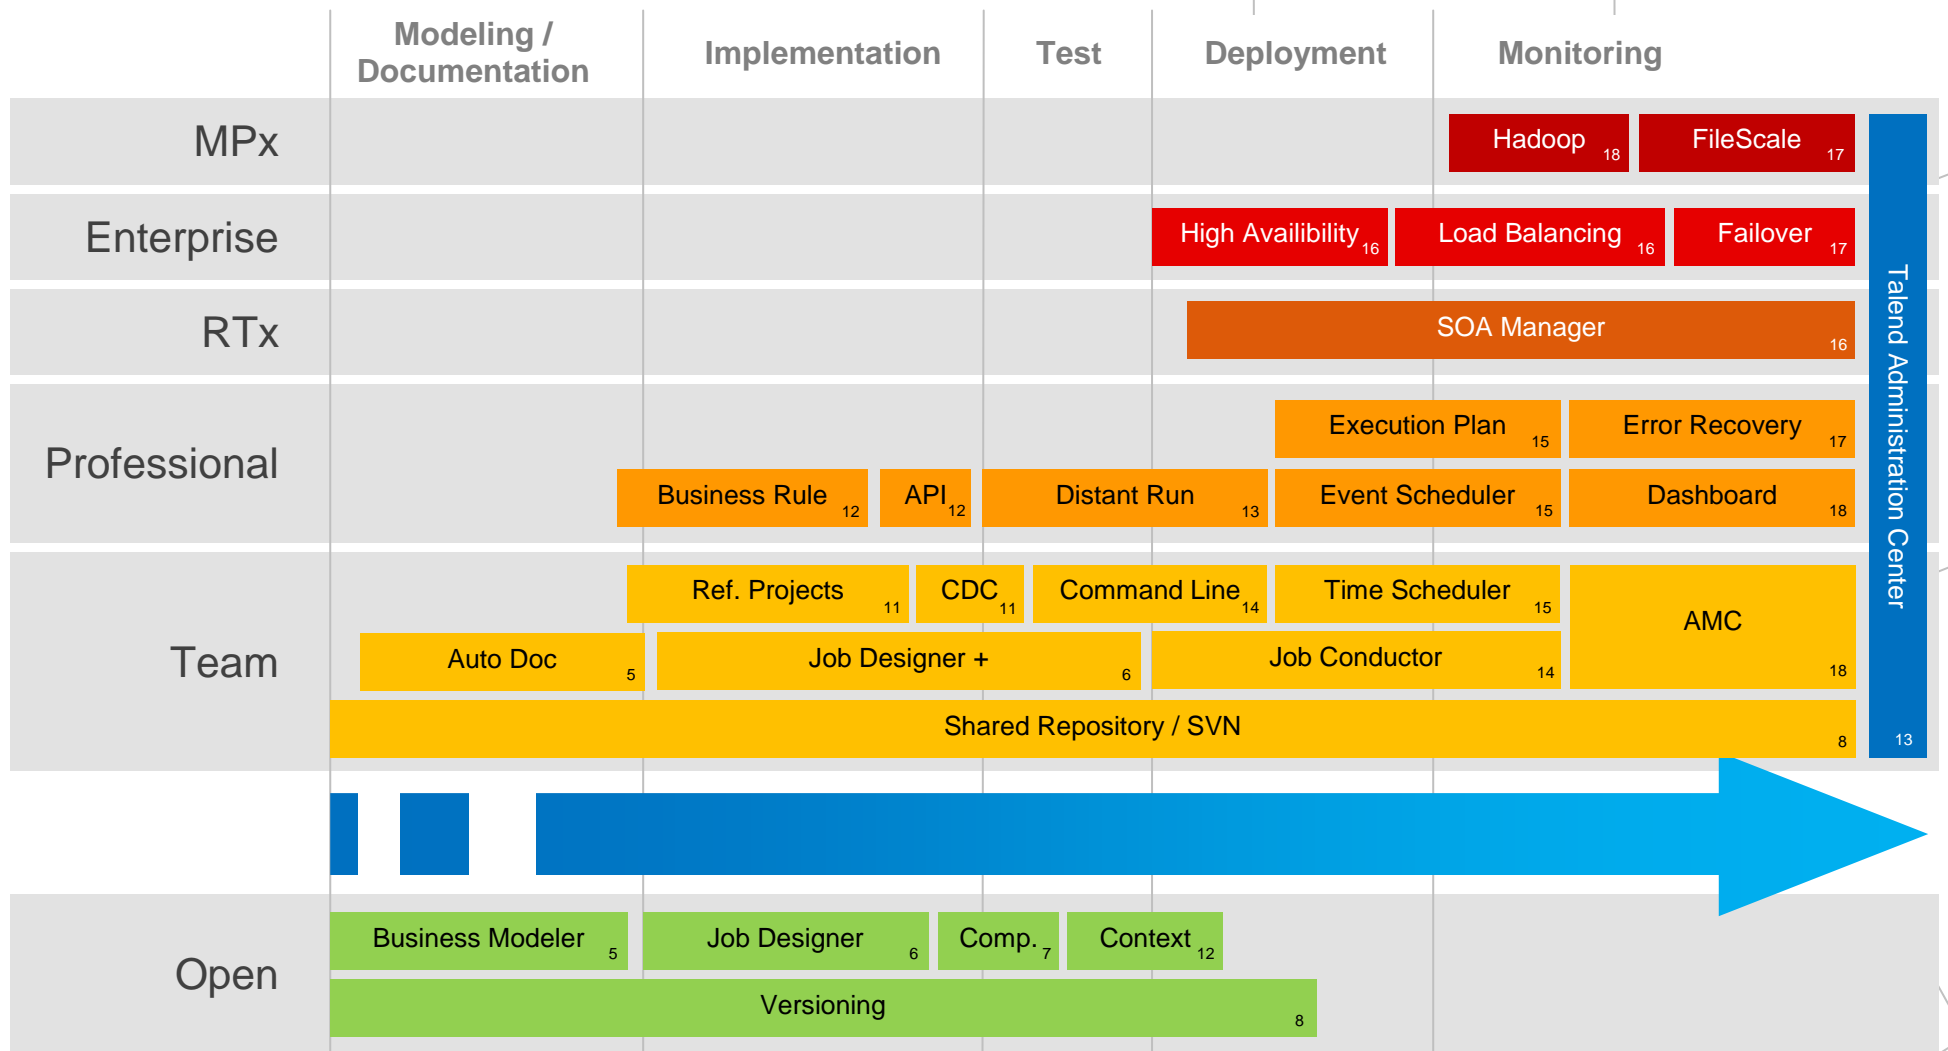 Modeling /
Documentation
Implementation
Test
Deployment
Monitoring
MPx
Hadoop 18
FileScale 17
Enterprise
High Availibility 16
Load Balancing 16
Failover 17
RTx
SOA Manager 16
Professional
Execution Plan 15
Error Recovery 17
Business Rule 12
API 12
Distant Run 13
Event Scheduler 15
Dashboard 18
Team
Ref. Projects 11
CDC 11
Command Line 14
Time Scheduler 15
AMC 18
Auto Doc 5
Job Designer + 6
Job Conductor 14
Shared Repository / SVN 8
Talend Administration Center 13
Open
Business Modeler 5
Job Designer 6
Comp. 7
Context 12
Versioning 8